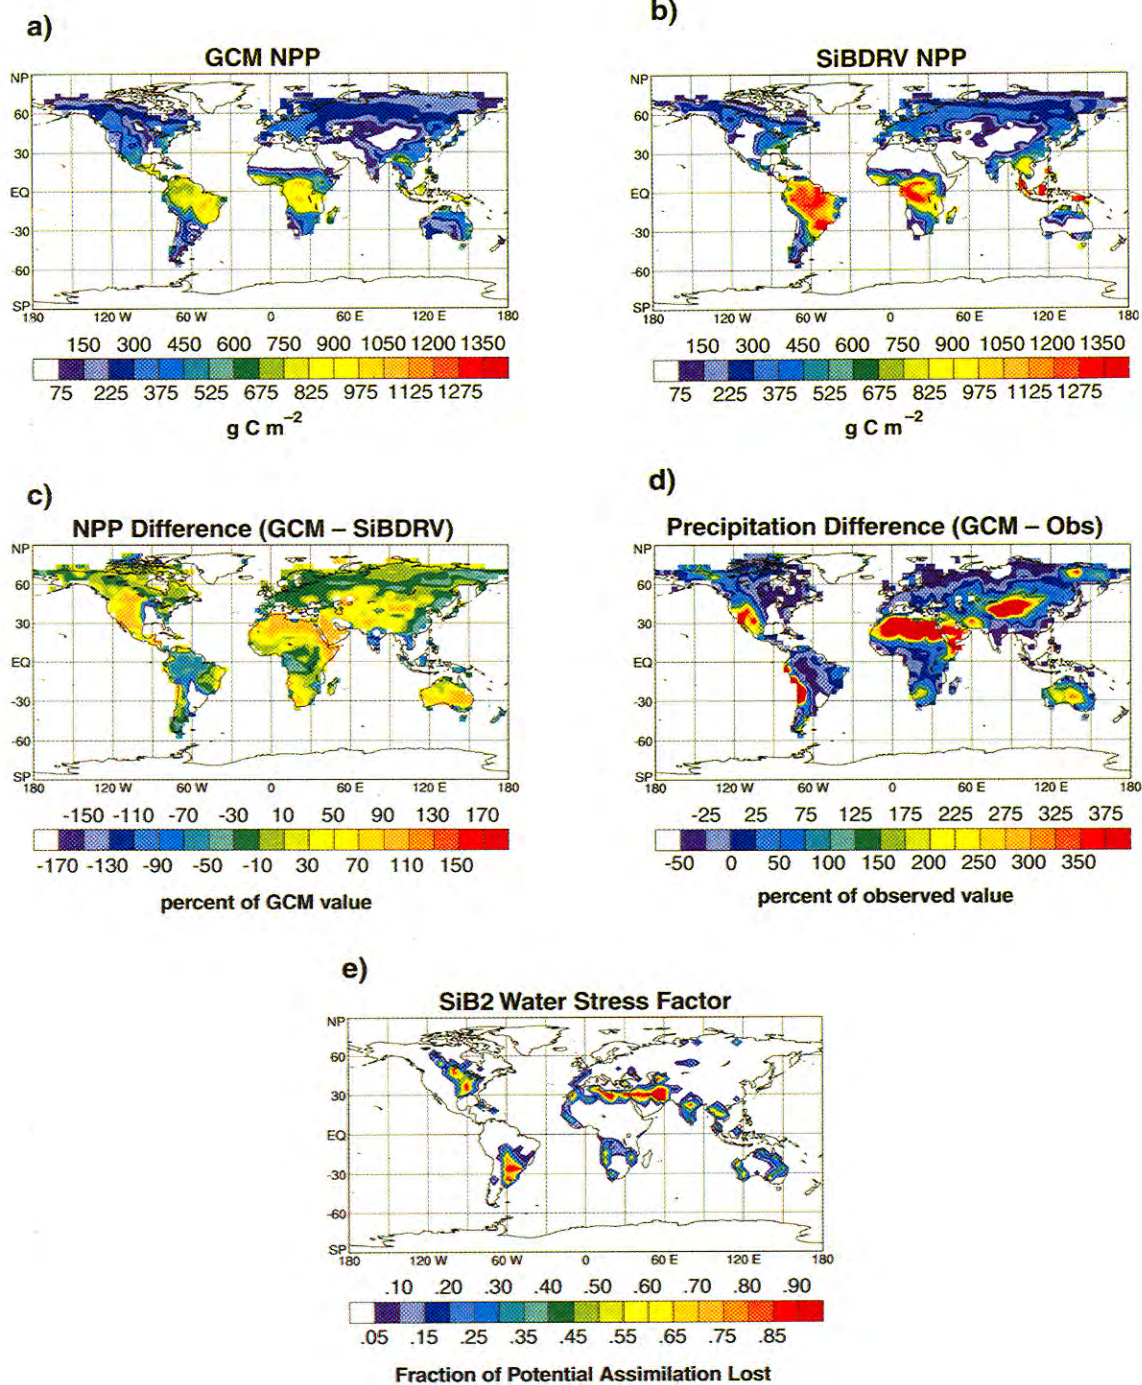 a)
GCM NPP
NP
60
30
EQ
-30
-60
SP
180 120 W 60 W 0 60 E 120 E 180
150 300 450 600 750 900 1050 1200 1350
75 225 375 525 675 825 975 1125 1275
g C m⁻²
b)
SiBDRV NPP
NP
60
30
EQ
-30
-60
SP
180 120 W 60 W 0 60 E 120 E 180
150 300 450 600 750 900 1050 1200 1350
75 225 375 525 675 825 975 1125 1275
g C m⁻²
c)
NPP Difference (GCM – SiBDRV)
NP
60
30
EQ
-30
-60
SP
180 120 W 60 W 0 60 E 120 E 180
-150 -110 -70 -30 10 50 90 130 170
-170 -130 -90 -50 -10 30 70 110 150
percent of GCM value
d)
Precipitation Difference (GCM – Obs)
NP
60
30
EQ
-30
-60
SP
180 120 W 60 W 0 60 E 120 E 180
-25 25 75 125 175 225 275 325 375
-50 0 50 100 150 200 250 300 350
percent of observed value
e)
SiB2 Water Stress Factor
NP
60
30
EQ
-30
-60
SP
180 120 W 60 W 0 60 E 120 E 180
.10 .20 .30 .40 .50 .60 .70 .80 .90
.05 .15 .25 .35 .45 .55 .65 .75 .85
Fraction of Potential Assimilation Lost